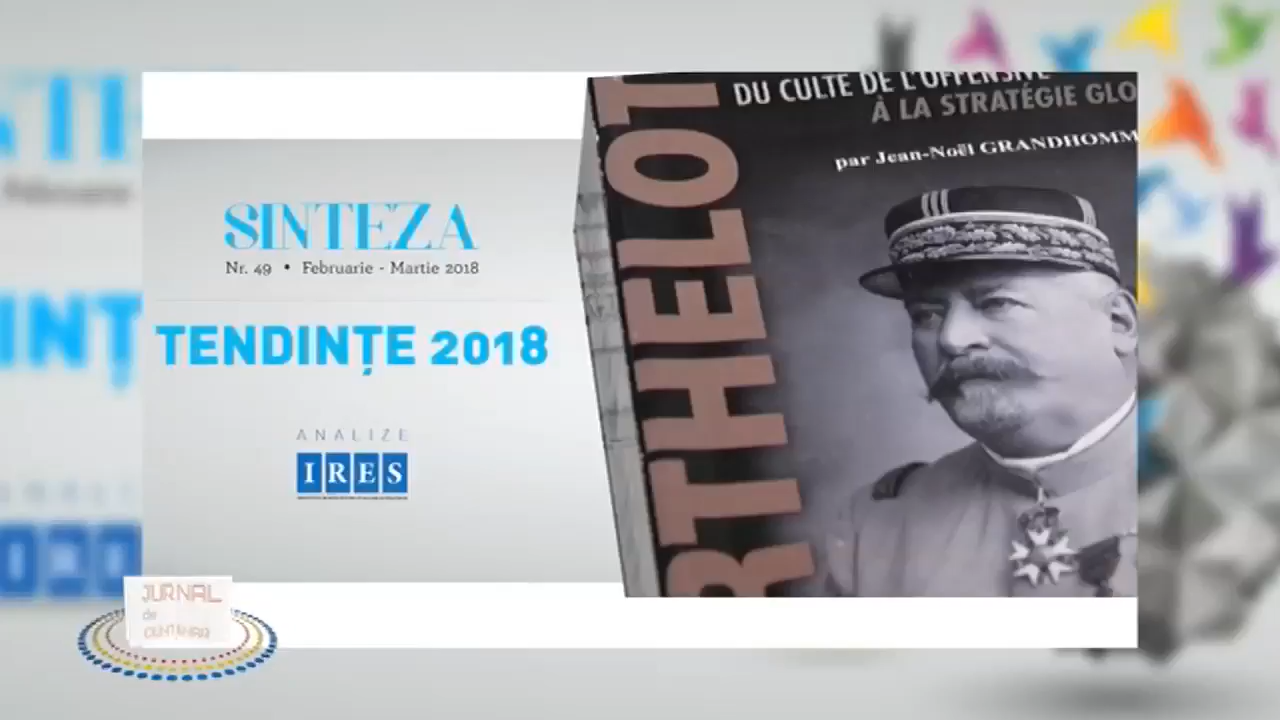 SINTEZA
Nr. 49 • Februarie - Martie 2018
TENDINȚE 2018
ANALIZE
IRES
DU CULTE DE L'OFFENSIVE
À LA STRATÉGIE GLO
par Jean-Noël GRANDHOMM
RTHELOT
JURNAL
de
CENTENAR